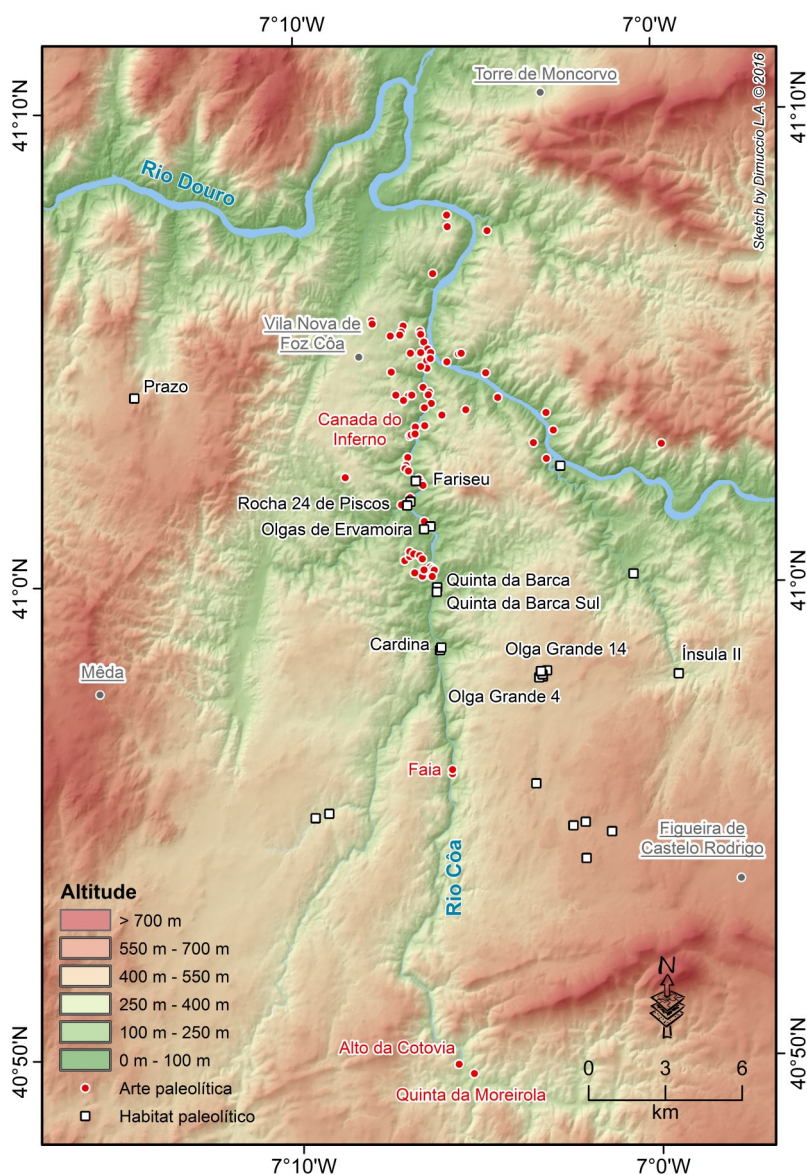 7°10'W
7°0'W
Torre de Moncorvo
41°10'N
41°10'N
Sketch by Dimuccio L.A. © 2016
Rio Douro
Vila Nova de
Foz Côa
Prazo
Canada do
Inferno
Fariseu
Rocha 24 de Piscos
Olgas de Ervamoira
41°0'N
41°0'N
Quinta da Barca
Quinta da Barca Sul
Cardina
Olga Grande 14
Ínsula II
Mêda
Olga Grande 4
Faia
Figueira de
Castelo Rodrigo
Rio Côa
Altitude
> 700 m
550 m - 700 m
400 m - 550 m
250 m - 400 m
100 m - 250 m
0 m - 100 m
Arte paleolítica
Habitat paleolítico
N
Alto da Cotovia
Quinta da Moreirola
0 3 6
km
40°50'N
40°50'N
7°10'W
7°0'W